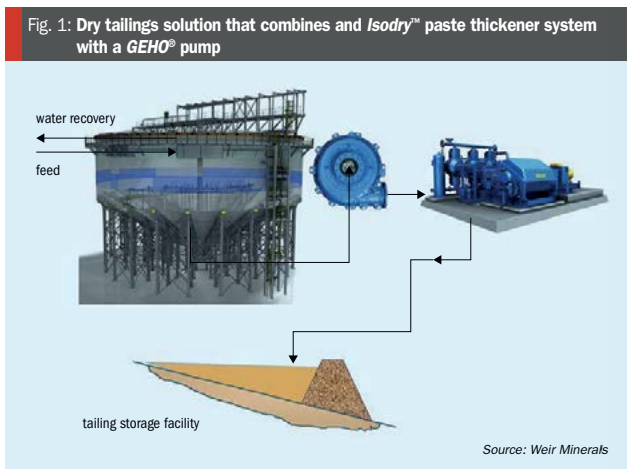 Fig. 1: Dry tailings solution that combines and Isodry™ paste thickener system
with a GEHO® pump
water recovery
feed
tailing storage facility
Source: Weir Minerals